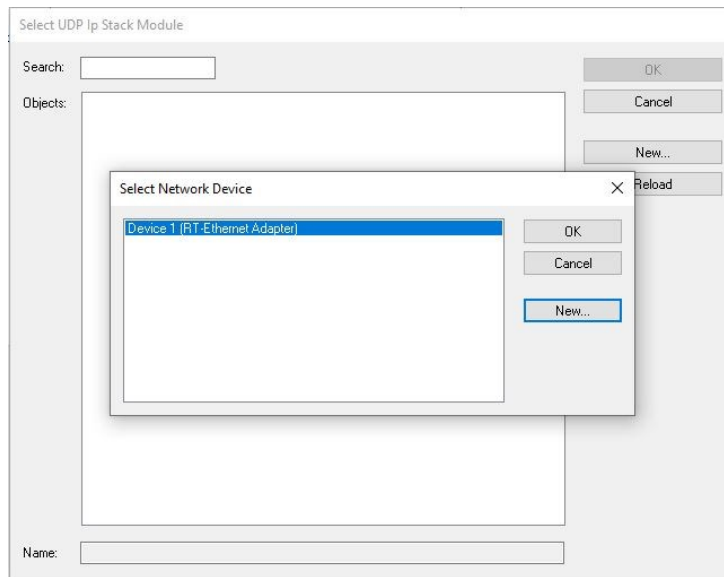 Select UDP Ip Stack Module
Search:
OK
Objects:
Cancel
New...
Reload
Select Network Device
Device 1 (RT-Ethernet Adapter)
OK
Cancel
New...
Name: